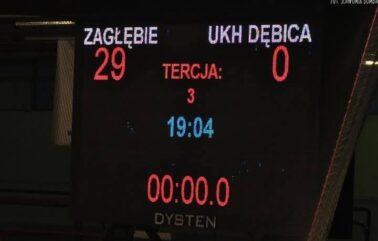 ZAGŁĘBIE UKH DĘBICA
29 TERCJA: 0
3
19:04
00:00.0
DYSTEN